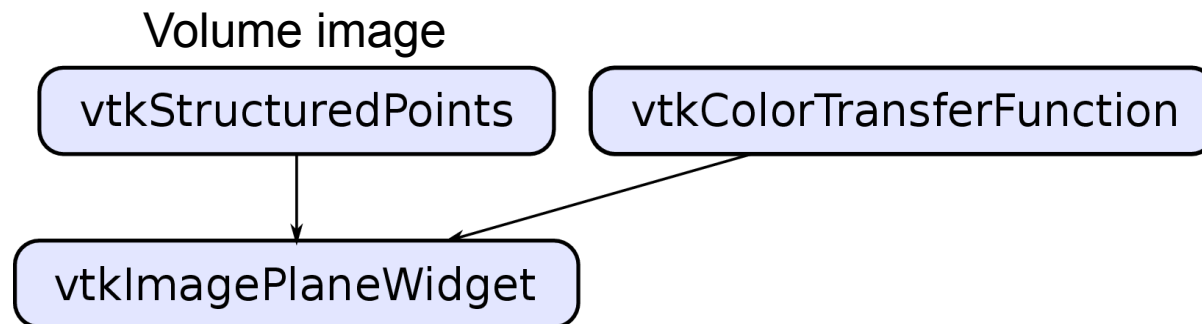 Volume image
vtkStructuredPoints
vtkColorTransferFunction
vtkImagePlaneWidget